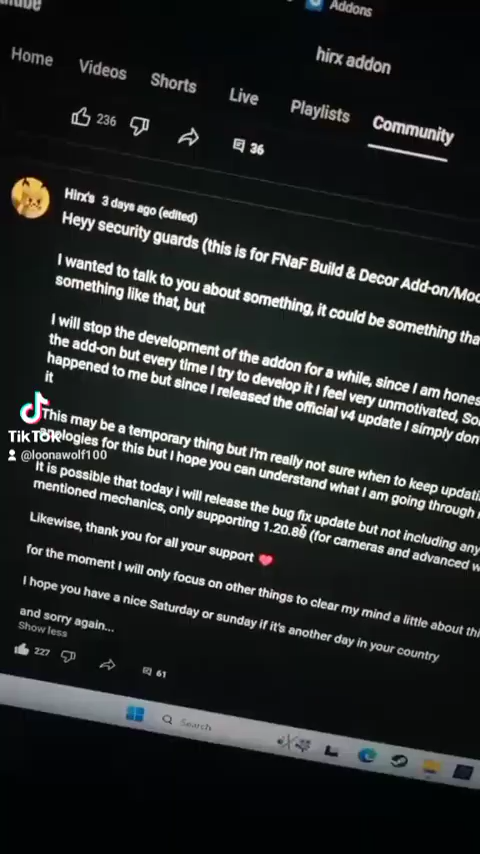 Addons
hirx addon
Home Videos Shorts Live Playlists Community
236 36
Hirx's 3 days ago (edited)
Heyy security guards (this is for FNaF Build & Decor Add-on/Mod
I wanted to talk to you about something, it could be something tha
something like that, but
I will stop the development of the addon for a while, since I am hones
the add-on but every time I try to develop it I feel very unmotivated, So
happened to me but since I released the official v4 update I simply don
it
This may be a temporary thing but I'm really not sure when to keep updati
apologies for this but I hope you can understand what I am going through
It is possible that today i will release the bug fix update but not including any
mentioned mechanics, only supporting 1.20.80 (for cameras and advanced w
Likewise, thank you for all your support ❤️
for the moment I will only focus on other things to clear my mind a little about thi
I hope you have a nice Saturday or sunday if it's another day in your country
and sorry again...
Show less
227 61
TikTok
@loonawolf100
Search